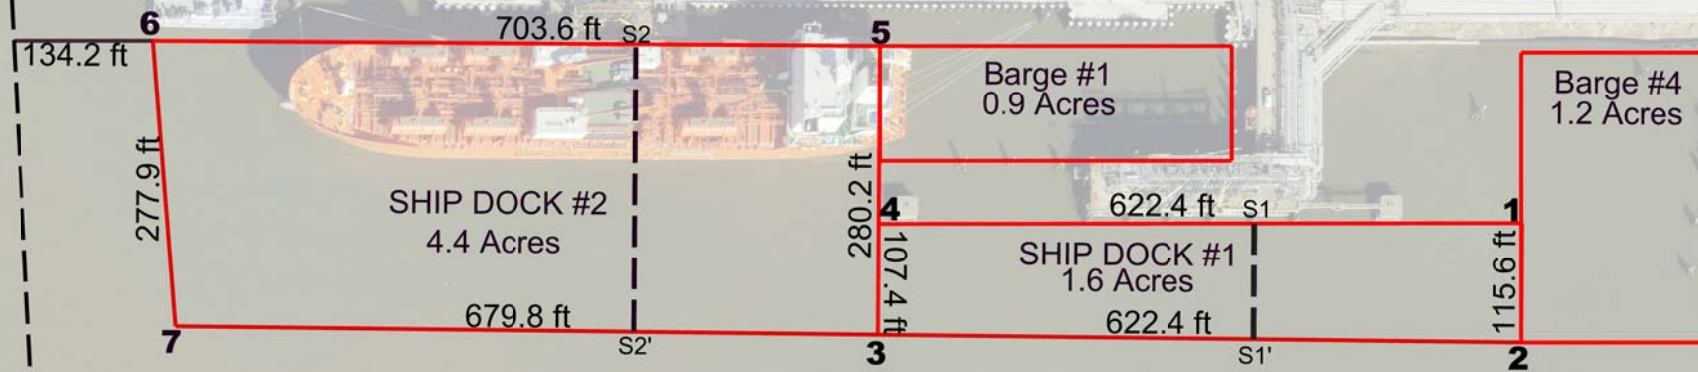 6
703.6 ft
S2
5
134.2 ft
Barge #1
0.9 Acres
Barge #4
1.2 Acres
277.9 ft
SHIP DOCK #2
4.4 Acres
280.2 ft
4
622.4 ft
S1
1
107.4 ft
SHIP DOCK #1
1.6 Acres
115.6 ft
679.8 ft
622.4 ft
7
S2'
3
S1'
2